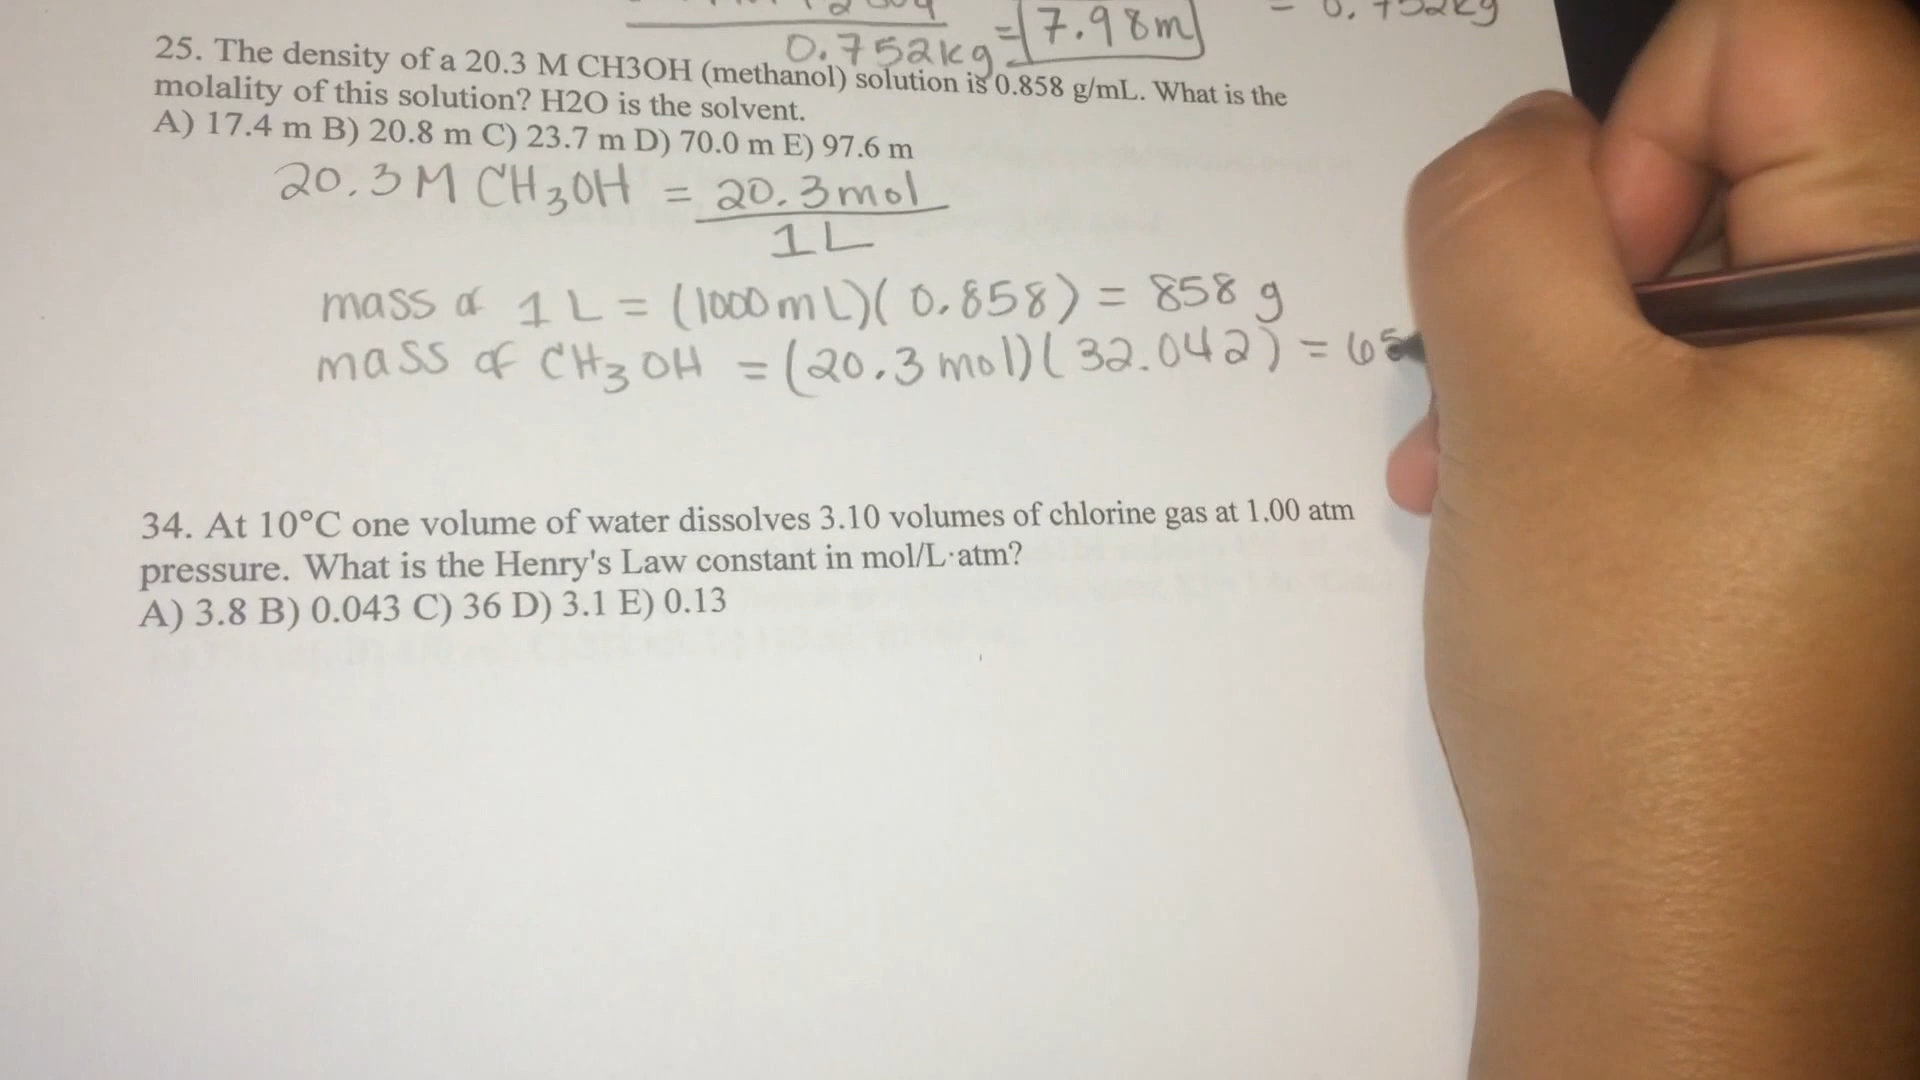 = 7.98m
0.752kg
25. The density of a 20.3 M CH3OH (methanol) solution is 0.858 g/mL. What is the
molality of this solution? H2O is the solvent.
A) 17.4 m B) 20.8 m C) 23.7 m D) 70.0 m E) 97.6 m
20.3 M CH3OH = 20.3 mol
1 L
mass of 1 L = (1000 mL)(0.858) = 858 g
mass of CH3OH = (20.3 mol)(32.042) = 65
34. At 10°C one volume of water dissolves 3.10 volumes of chlorine gas at 1.00 atm
pressure. What is the Henry's Law constant in mol/L·atm?
A) 3.8 B) 0.043 C) 36 D) 3.1 E) 0.13